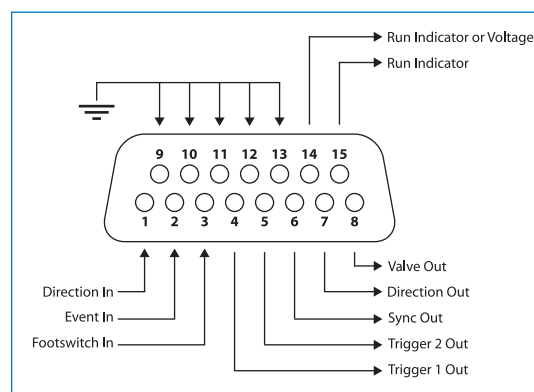 Run Indicator or Voltage
Run Indicator
9 10 11 12 13 14 15
1 2 3 4 5 6 7 8
Valve Out
Direction In
Direction Out
Event In
Sync Out
Footswitch In
Trigger 2 Out
Trigger 1 Out